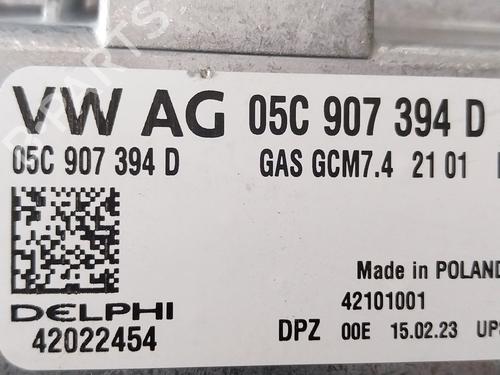 VW AG 05C 907 394 D
05C 907 394 D GAS GCM7.4 21 01
Made in POLAND
DELPHI 42101001
42022454 DPZ 00E 15.02.23